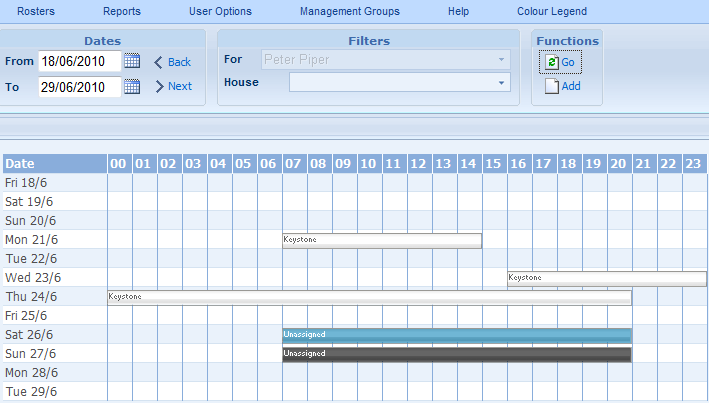 Rosters Reports User Options Management Groups Help Colour Legend
Dates Filters Functions
From 18/06/2010 Back For Peter Piper Go
To 29/06/2010 Next House Add
Date 00 01 02 03 04 05 06 07 08 09 10 11 12 13 14 15 16 17 18 19 20 21 22 23
Fri 18/6
Sat 19/6
Sun 20/6
Mon 21/6 Keystone
Tue 22/6
Wed 23/6 Keystone
Thu 24/6 Keystone
Fri 25/6
Sat 26/6 Unassigned
Sun 27/6 Unassigned
Mon 28/6
Tue 29/6